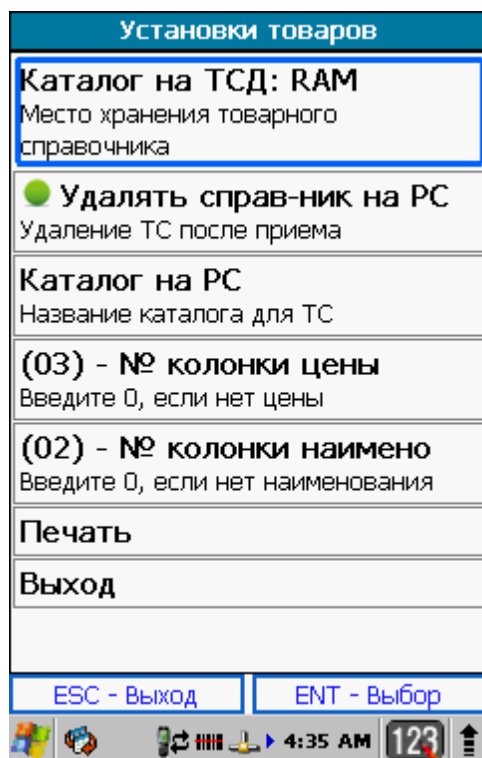 Установки товаров
Каталог на ТСД: RAM
Место хранения товарного
справочника
Удалять справ-ник на РС
Удаление ТС после приема
Каталог на РС
Название каталога для ТС
(03) - № колонки цены
Введите 0, если нет цены
(02) - № колонки наимено
Введите 0, если нет наименования
Печать
Выход
ESC - Выход
ENT - Выбор
4:35 AM
123